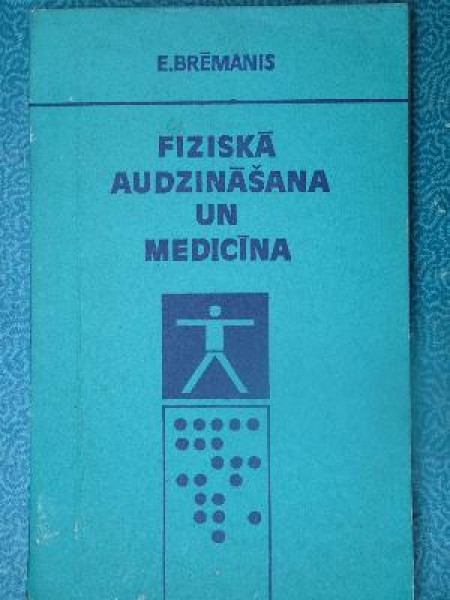 E.BRĒMANIS
FIZISKĀ
AUDZINĀŠANA
UN
MEDICĪNA